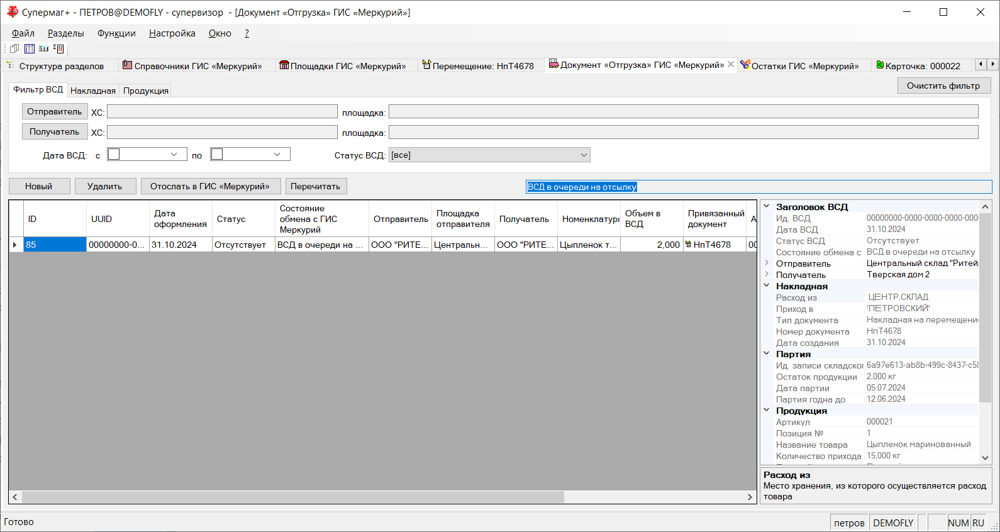 Супермаг+ - ПЕТРОВ@DEMOFLY - супервизор - [Документ «Отгрузка» ГИС «Меркурий»]
Файл Разделы Функции Настройка Окно ?
Структура разделов Справочники ГИС «Меркурий» Площадки ГИС «Меркурий» Перемещение: НпТ4678 Документ «Отгрузка» ГИС «Меркурий» Остатки ГИС «Меркурий» Карточка: 000022
Фильтр ВСД Накладная Продукция Очистить фильтр
Отправитель ХС: площадка:
Получатель ХС: площадка:
Дата ВСД: с по Статус ВСД: [все]
Новый Удалить Отослать в ГИС «Меркурий» Перечитать ВСД в очереди на отсылку
ID UUID Дата оформления Статус Состояние обмена с ГИС Меркурий Отправитель Площадка отправителя Получатель Номенклатура Объем в ВСД Привязанный документ А
85 00000000-0... 31.10.2024 Отсутствует ВСД в очереди на ... ООО "РИТЕ... Центральн... ООО "РИТЕ... Цыпленок т... 2,000 НпТ4678 00
Заголовок ВСД
Ид. ВСД 00000000-0000-0000-0000-000
Дата ВСД 31.10.2024
Статус ВСД Отсутствует
Состояние обмена с ВСД в очереди на отсылку
Отправитель Центральный склад "Ритейл
Получатель Тверская дом 2
Накладная
Расход из ЦЕНТР.СКЛАД
Приход в 'ПЕТРОВСКИЙ'
Тип документа Накладная на перемещение
Номер документа НпТ4678
Дата создания 31.10.2024
Партия
Ид. записи складског 6a97e613-ab8b-499c-8437-c58
Остаток продукции 2,000 кг
Дата партии 05.07.2024
Партия годна до 12.06.2024
Продукция
Артикул 000021
Позиция № 1
Название товара Цыпленок маринованный
Количество прихода 15,000 кг
Расход из
Место хранения, из которого осуществляется расход
товара
Готово петров DEMOFLY NUM RU